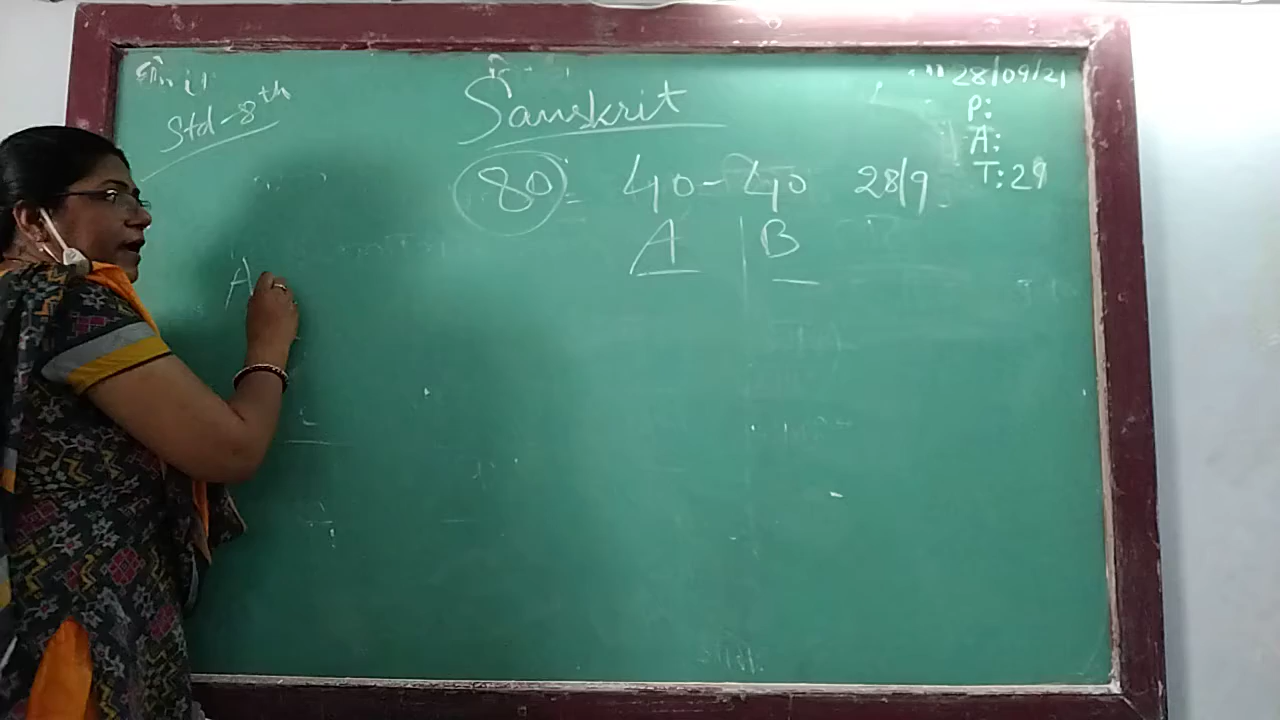 Std-8th
Sanskrit
28/09/21
P:
A:
T:29
80= 40-40 28/9
A | B
A